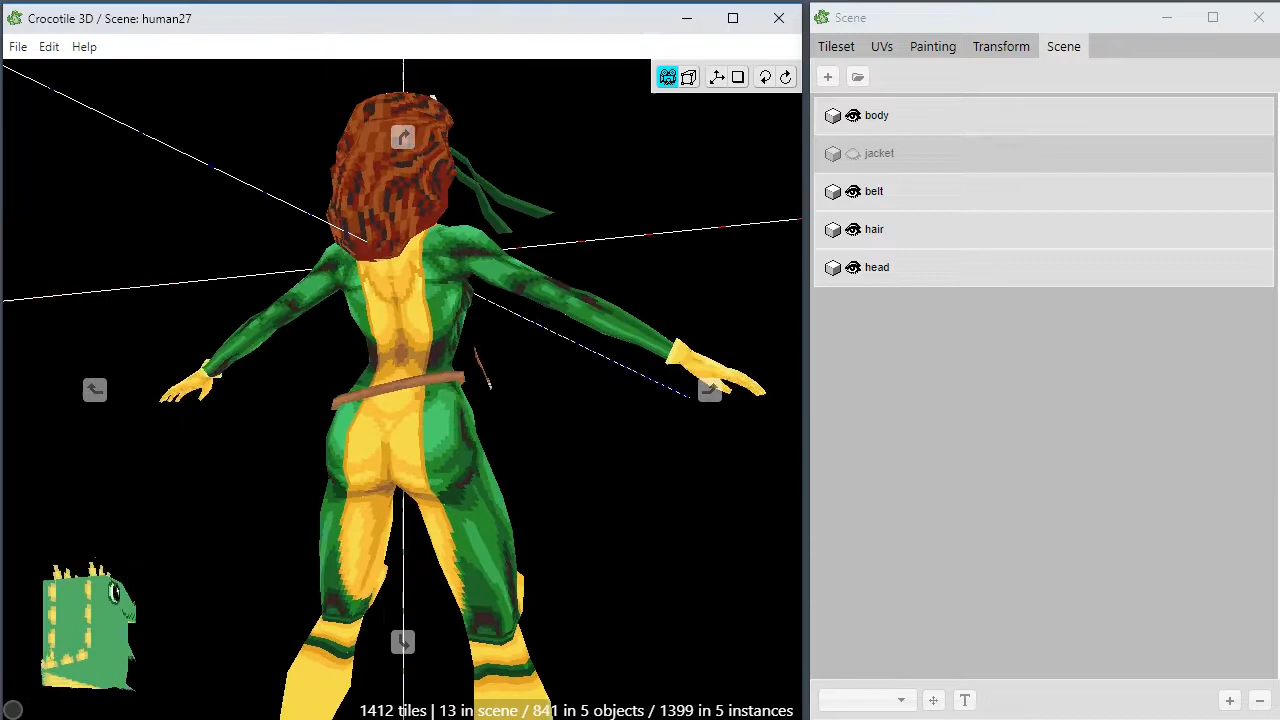 Crocotile 3D / Scene: human27
File Edit Help
Scene
Tileset UVs Painting Transform Scene
body
jacket
belt
hair
head
1412 tiles | 13 in scene / 841 in 5 objects / 1399 in 5 instances
T